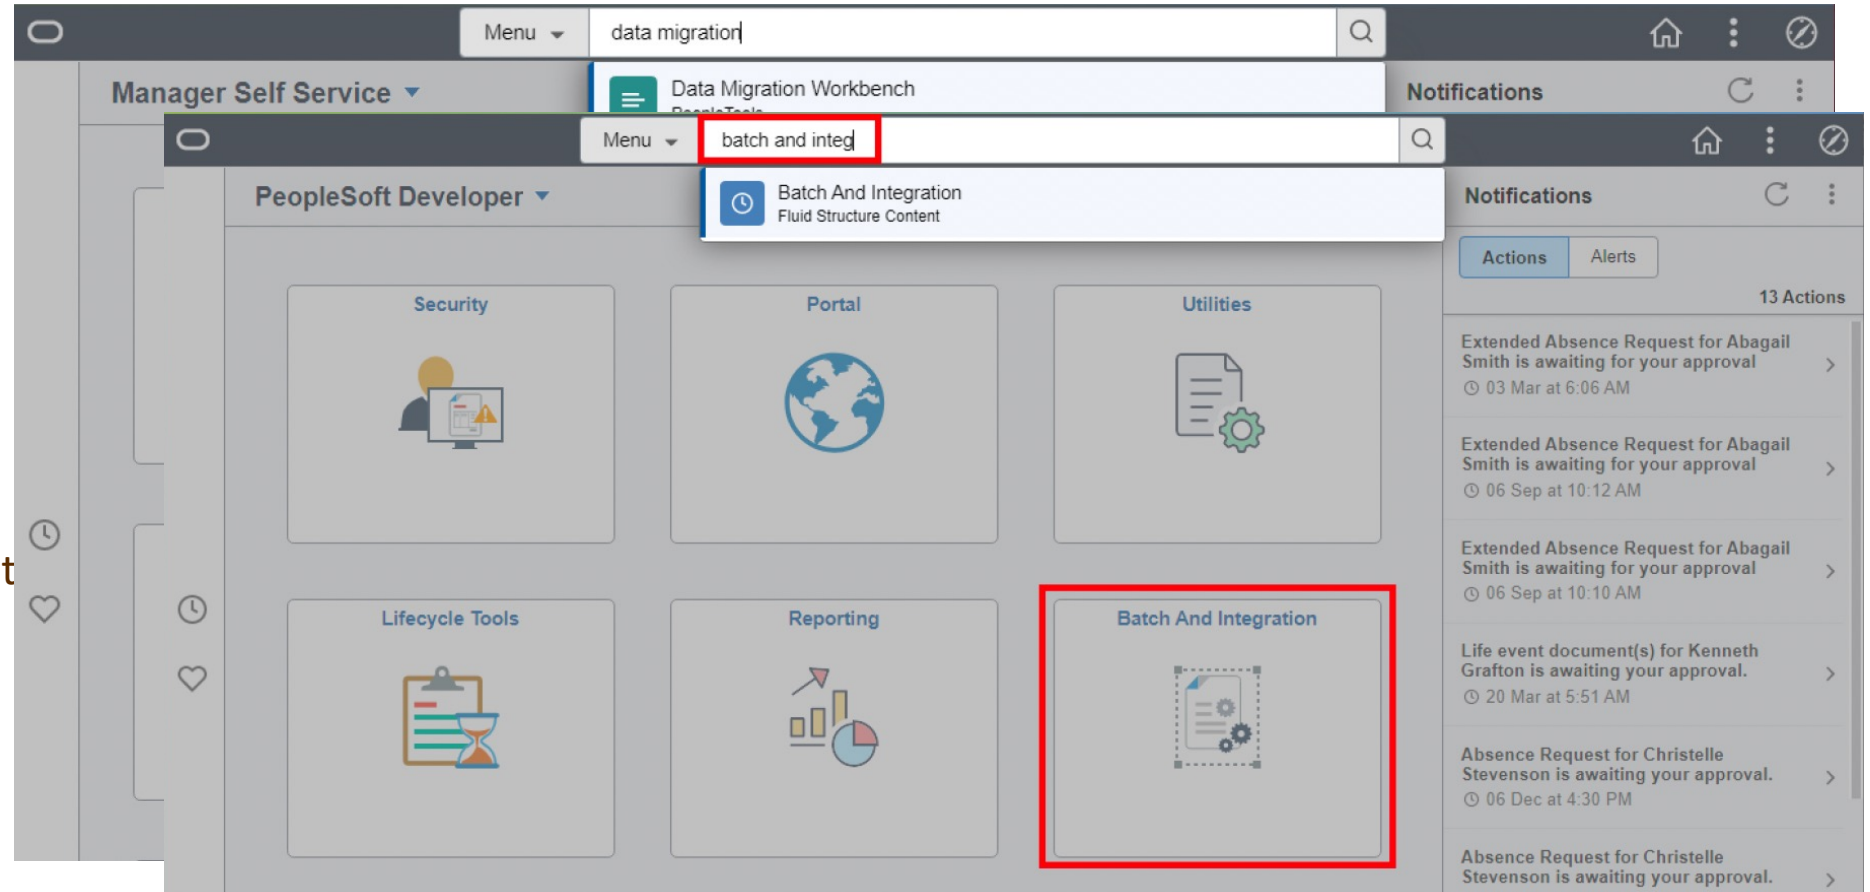 Menu
data migration
Data Migration Workbench
PeopleTools
Manager Self Service
Notifications
t
Menu
batch and integ
Batch And Integration
Fluid Structure Content
PeopleSoft Developer
Notifications
Actions
Alerts
13 Actions
Security
Portal
Utilities
Lifecycle Tools
Reporting
Batch And Integration
Extended Absence Request for Abagail
Smith is awaiting for your approval
03 Mar at 6:06 AM
Extended Absence Request for Abagail
Smith is awaiting for your approval
06 Sep at 10:12 AM
Extended Absence Request for Abagail
Smith is awaiting for your approval
06 Sep at 10:10 AM
Life event document(s) for Kenneth
Grafton is awaiting your approval.
20 Mar at 5:51 AM
Absence Request for Christelle
Stevenson is awaiting your approval.
06 Dec at 4:30 PM
Absence Request for Christelle
Stevenson is awaiting your approval.